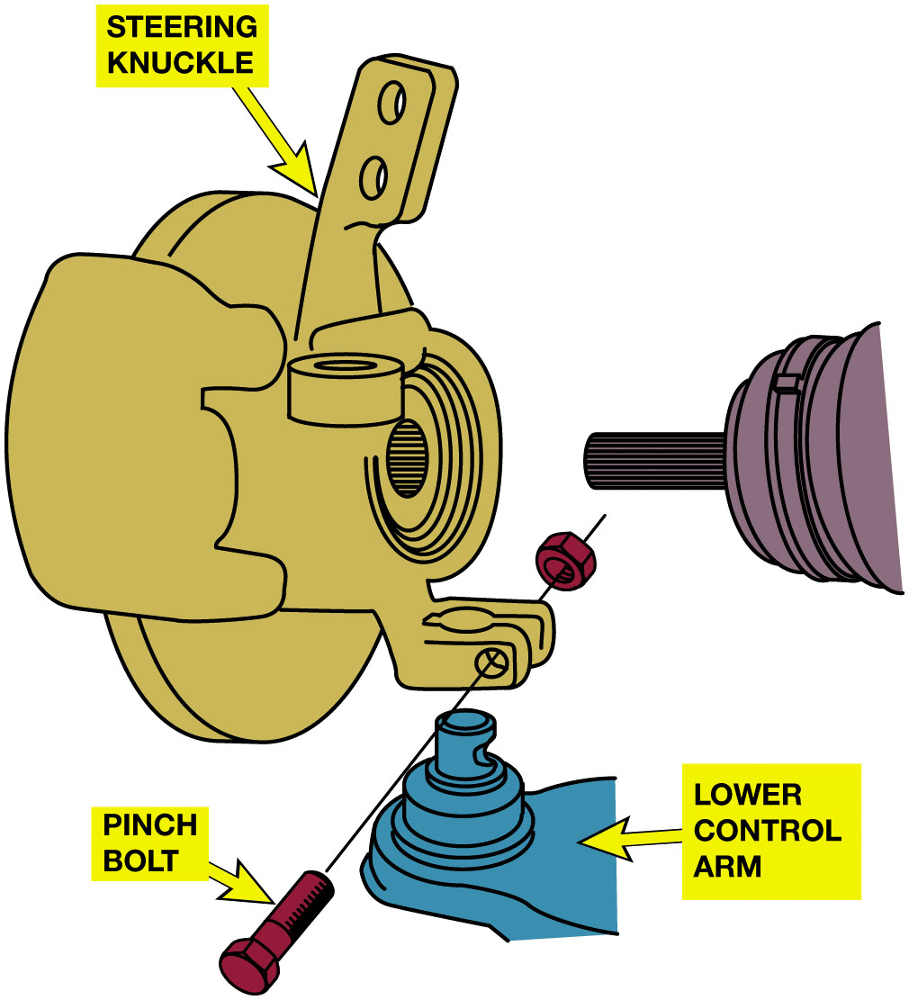 STEERING
KNUCKLE
PINCH
BOLT
LOWER
CONTROL
ARM